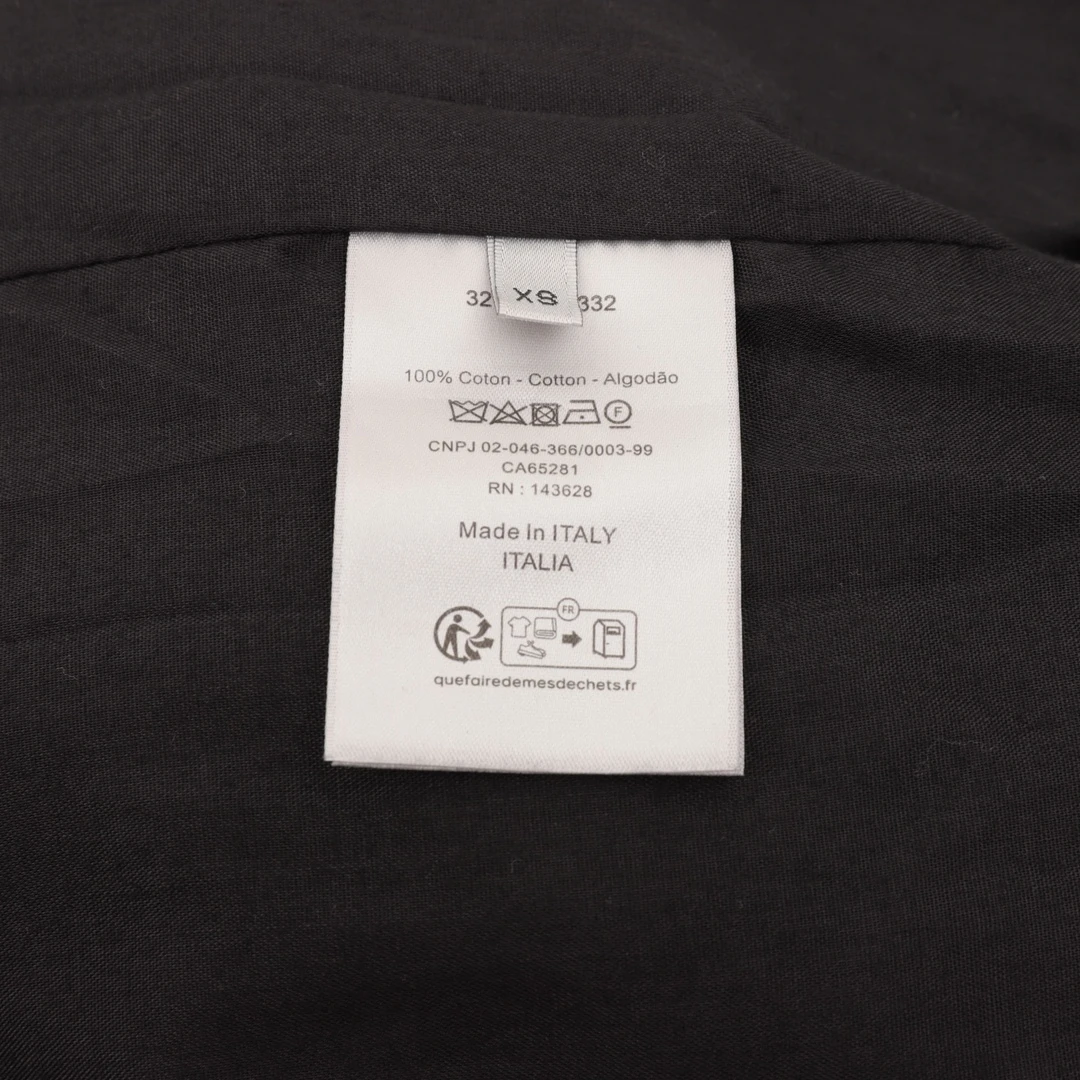 32 XS 332
100% Coton - Cotton - Algodão
F
CNPJ 02-046-366/0003-99
CA65281
RN : 143628
Made In ITALY
ITALIA
FR
quefairedemesdechets.fr